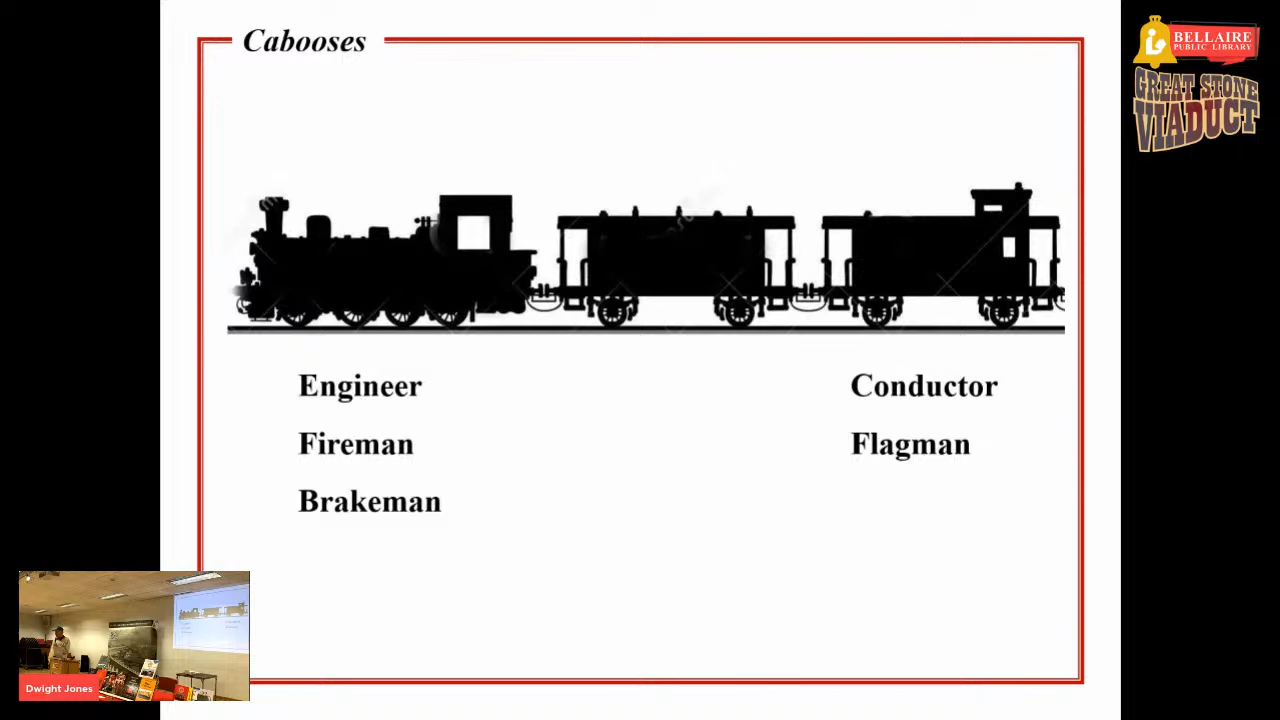 Cabooses
BELLAIRE
PUBLIC LIBRARY
GREAT STONE
VIADUCT
Engineer
Conductor
Fireman
Flagman
Brakeman
Dwight Jones